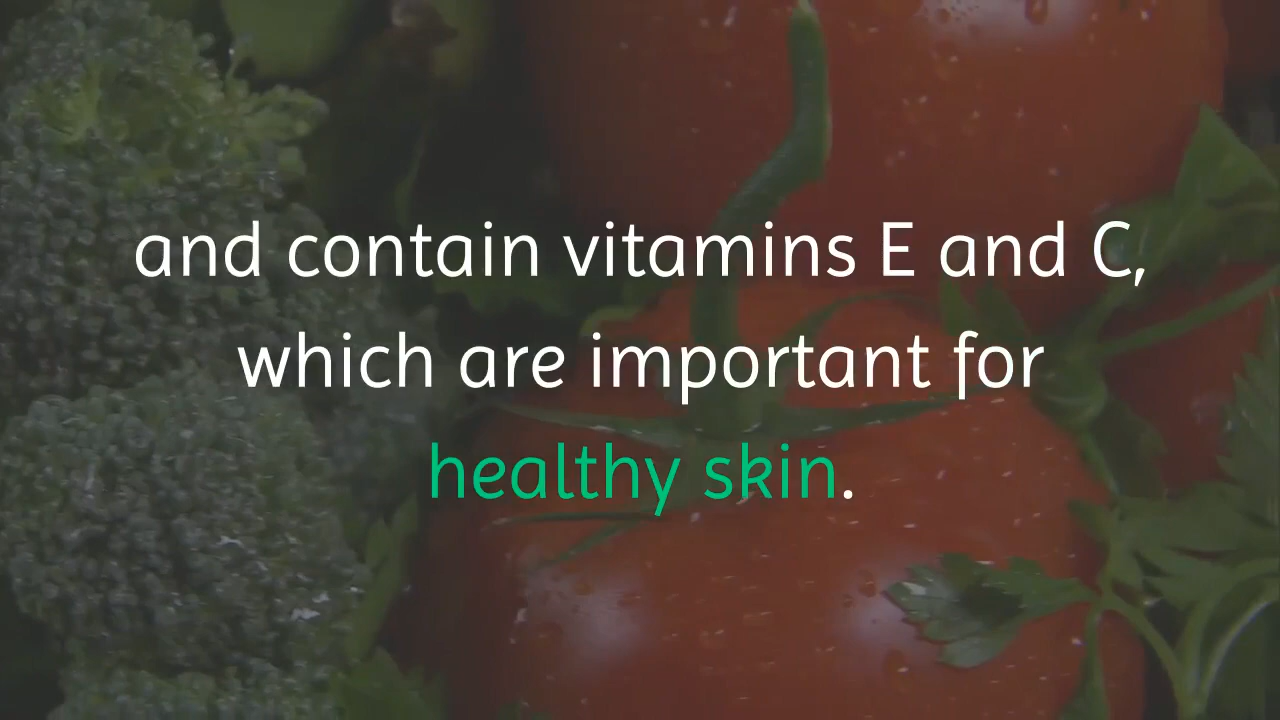 and contain vitamins E and C,
which are important for
healthy skin.